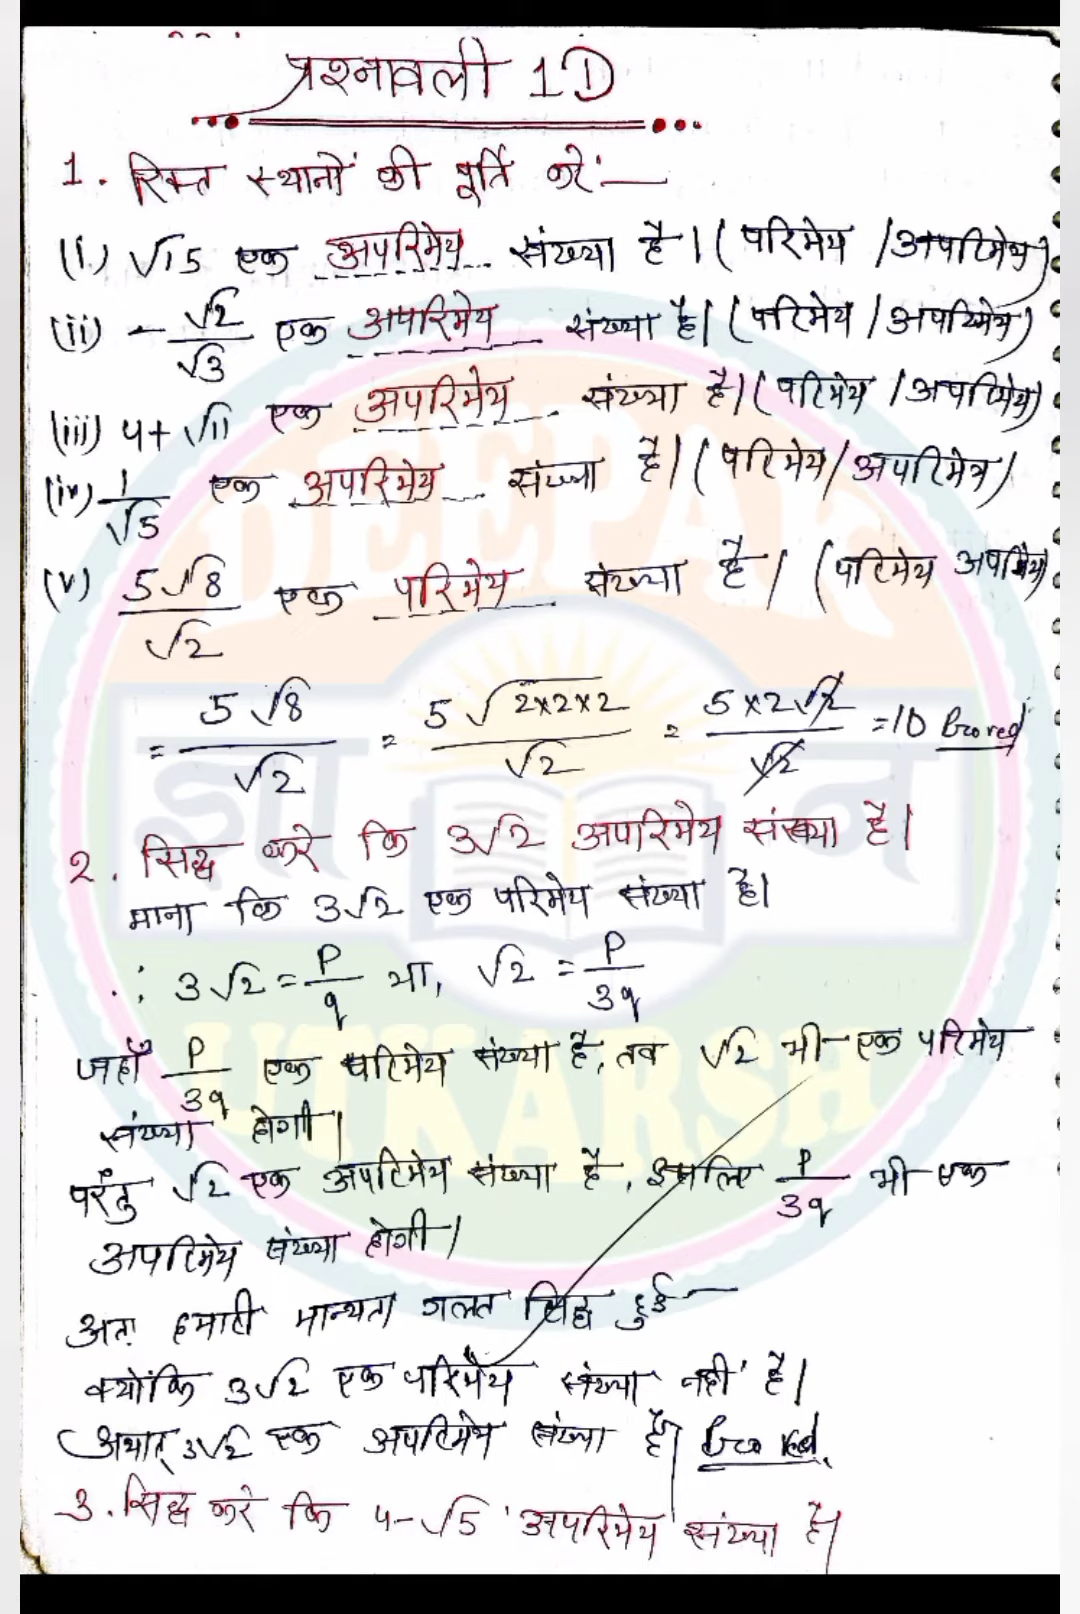 प्रश्नावली 1D
1. रिक्त स्थानों की पूर्ति करें:—
(i) √15 एक अपरिमेय संख्या है। (परिमेय / अपरिमेय)
(ii) - √2/√3 एक अपरिमेय संख्या है। (परिमेय / अपरिमेय)
(iii) 4+√11 एक अपरिमेय संख्या है। (परिमेय / अपरिमेय)
(iv) 1/√5 एक अपरिमेय संख्या है। (परिमेय / अपरिमेय)
(v) 5√8/√2 एक परिमेय संख्या है। (परिमेय अपरिमेय)
= 5√8/√2 = 5√2×2×2/√2 = 5×2√2/√2 = 10 Proved
2. सिद्ध करे कि 3√2 अपरिमेय संख्या है।
माना कि 3√2 एक परिमेय संख्या है।
∴ 3√2 = P/q या, √2 = P/3q
जहाँ P/3q एक परिमेय संख्या है, तब √2 भी एक परिमेय
संख्या होगी।
परंतु √2 एक अपरिमेय संख्या है, इसलिए P/3q भी एक
अपरिमेय संख्या होगी।
अतः हमारी मान्यता गलत सिद्ध हुई
क्योंकि 3√2 एक परिमेय संख्या नहीं है।
अर्थात् 3√2 एक अपरिमेय संख्या है। Proved.
3. सिद्ध करे कि 4-√5 अपरिमेय संख्या है।
DEEPAK
ज्ञान
UTKARSH